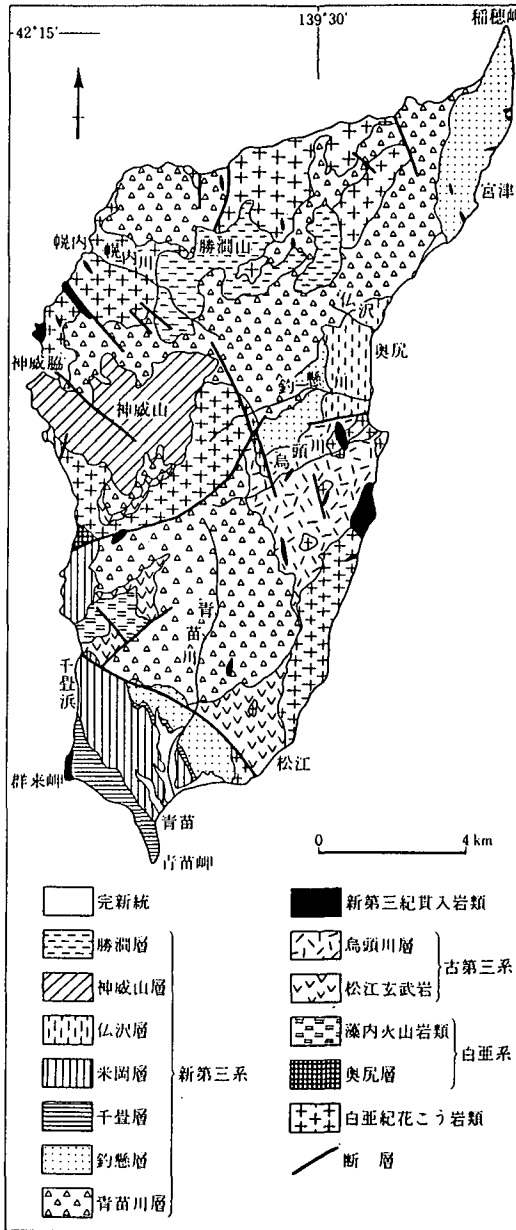 42°15'
139°30'
稲穂岬
宮津
幌内
幌内川
勝澗山
仏沢
奥尻
神威脇
神威山
釣懸川
烏頭川
青苗川
千畳浜
松江
群来岬
青苗
青苗岬
0 4 km
完新統
勝澗層
神威山層
仏沢層
米岡層
千畳層
釣懸層
青苗川層
新第三系
新第三紀貫入岩類
烏頭川層
松江玄武岩
古第三系
藻内火山岩類
奥尻層
白亜系
白亜紀花こう岩類
断層